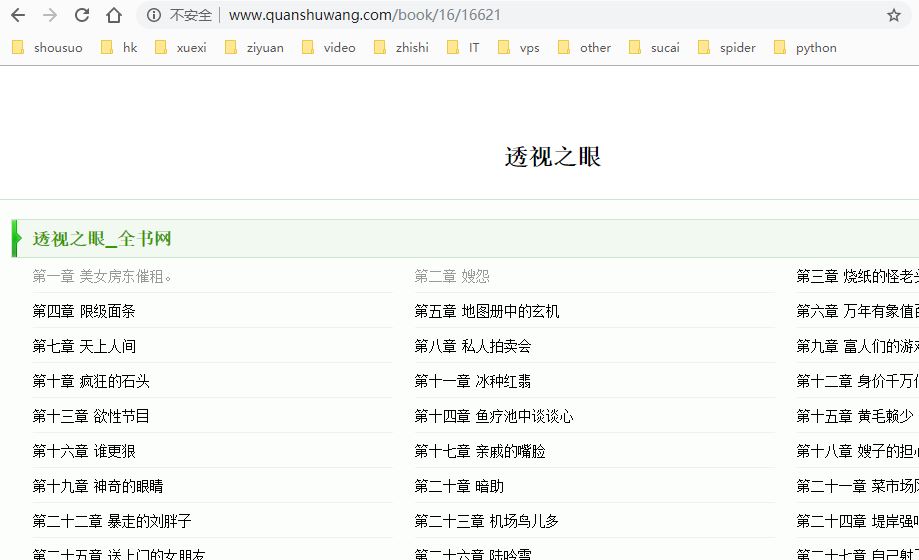 不安全 www.quanshuwang.com/book/16/16621
shousuo hk xuexi ziyuan video zhishi IT vps other sucai spider python
透视之眼
透视之眼_全书网
第一章 美女房东催租。 第二章 嫂怨 第三章 烧纸的怪老头
第四章 限级面条 第五章 地图册中的玄机 第六章 万年有象值
第七章 天上人间 第八章 私人拍卖会 第九章 富人们的游
第十章 疯狂的石头 第十一章 冰种红翡 第十二章 身价千万
第十三章 欲性节目 第十四章 鱼疗池中谈谈心 第十五章 黄毛赖少
第十六章 谁更狠 第十七章 亲戚的嘴脸 第十八章 嫂子的担心
第十九章 神奇的眼睛 第二十章 暗助 第二十一章 菜市场
第二十二章 暴走的刘胖子 第二十三章 机场鸟儿多 第二十四章 堤岸强
第二十五章 送上门的女朋友 第二十六章 陆吟雪 第二十七章 自己射